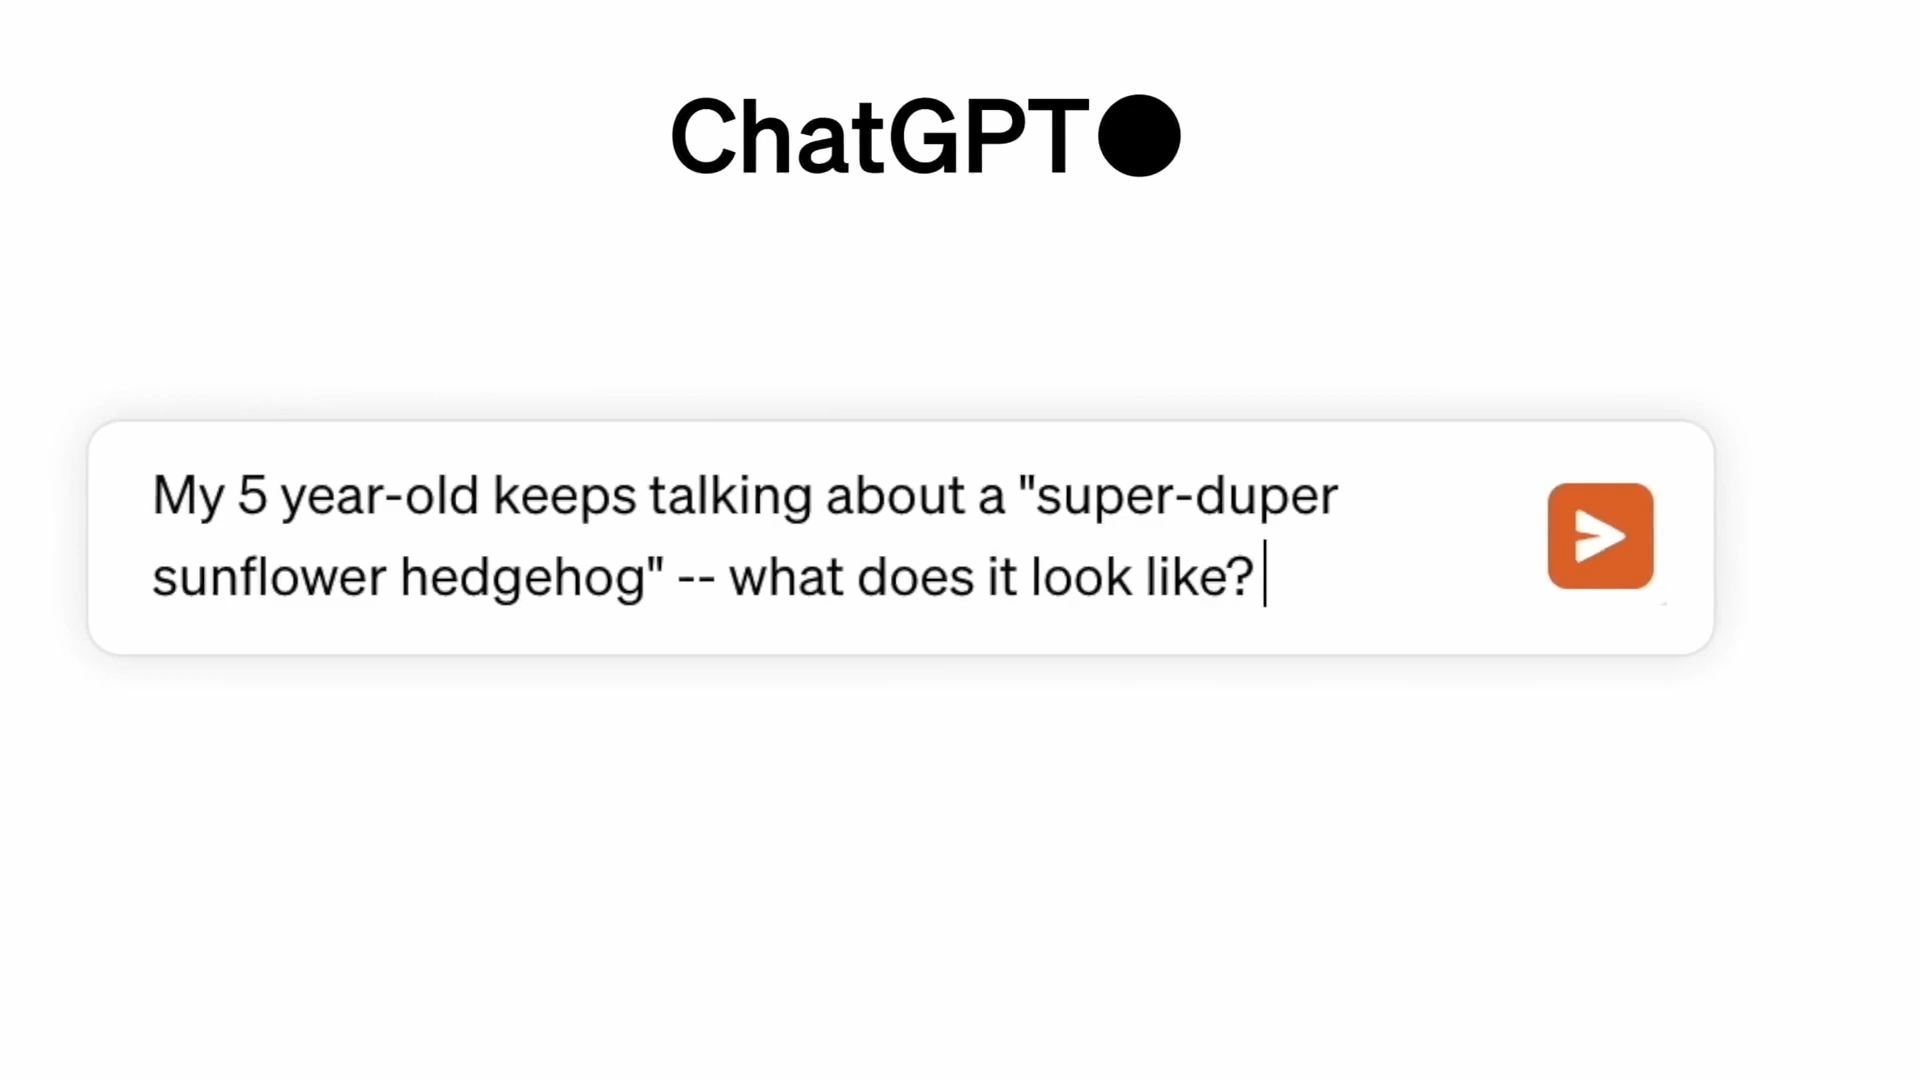 ChatGPT
My 5 year-old keeps talking about a "super-duper
sunflower hedgehog" -- what does it look like?